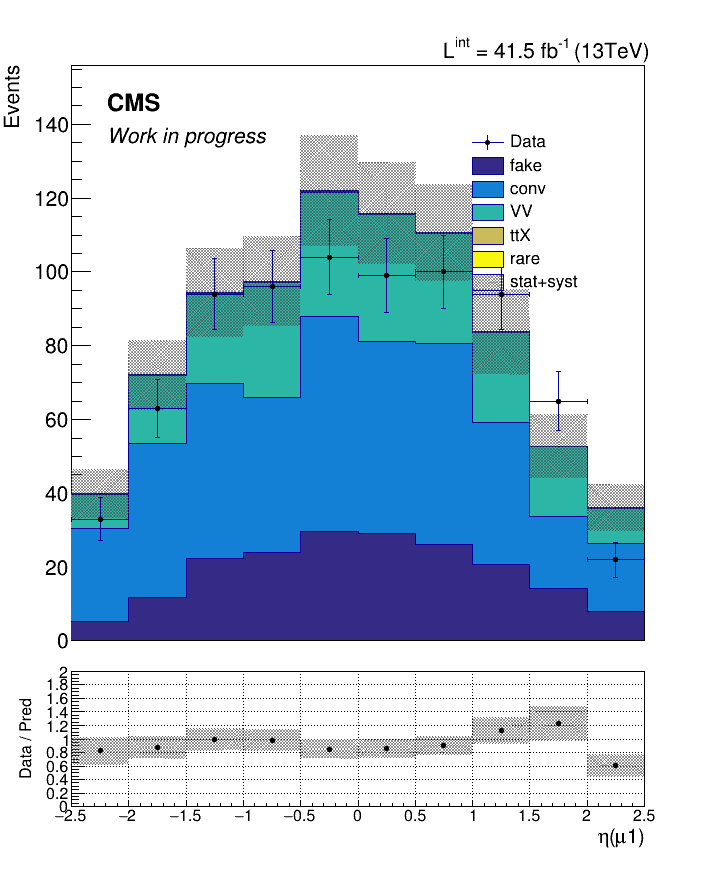 L^int = 41.5 fb^-1 (13TeV)
Events
CMS
Work in progress
Data
fake
conv
VV
ttX
rare
stat+syst
140
120
100
80
60
40
20
0
Data / Pred
2
1.8
1.6
1.4
1.2
1
0.8
0.6
0.4
0.2
0
−2.5 −2 −1.5 −1 −0.5 0 0.5 1 1.5 2 2.5
η(μ1)